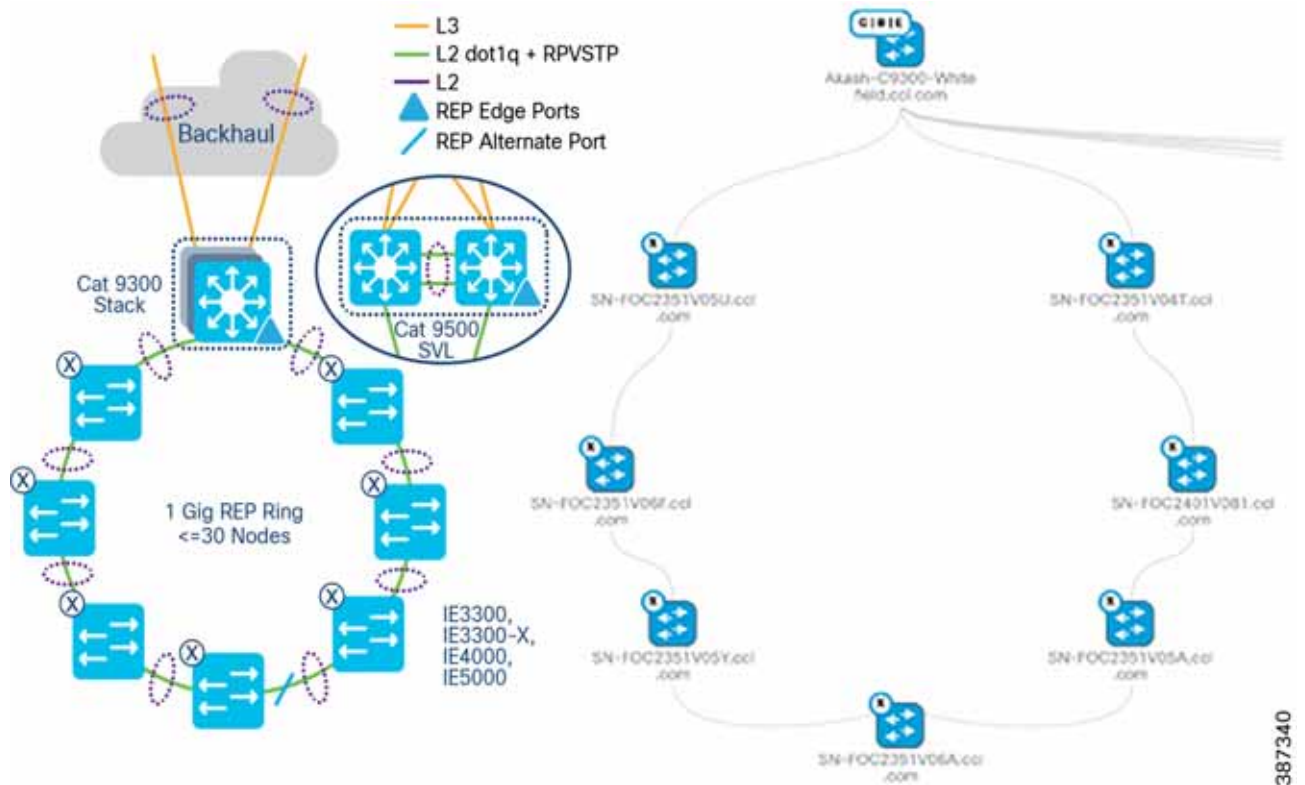 L3
L2 dot1q + RPVSTP
L2
REP Edge Ports
REP Alternate Port
Backhaul
Cat 9300
Stack
Cat 9500
SVL
X
X
X
X
X
X
X
1 Gig REP Ring
<=30 Nodes
IE3300,
IE3300-X,
IE4000,
IE5000
Akash-C9300-White
field.cci.com
X
SN-FOC2351V05U.cci
.com
X
SN-FOC2351V04T.cci
.com
X
SN-FOC2351V06F.cci
.com
X
SN-FOC2401V081.cci
.com
X
SN-FOC2351V05Y.cci
.com
X
SN-FOC2351V05A.cci
.com
X
SN-FOC2351V06A.cci
.com
387340